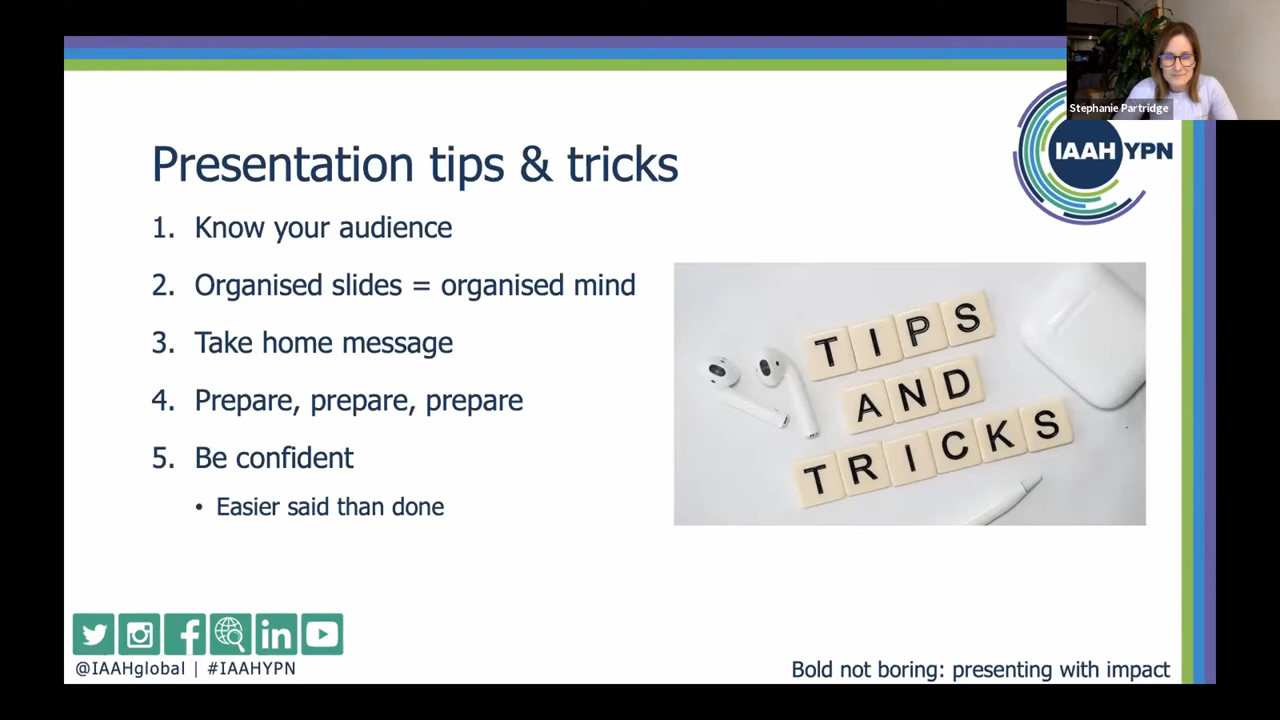 Stephanie Partridge
IAAH YPN
Presentation tips & tricks
1. Know your audience
2. Organised slides = organised mind
3. Take home message
4. Prepare, prepare, prepare
5. Be confident
• Easier said than done
TIPS
AND
TRICKS
@IAAHglobal | #IAAHYPN
Bold not boring: presenting with impact